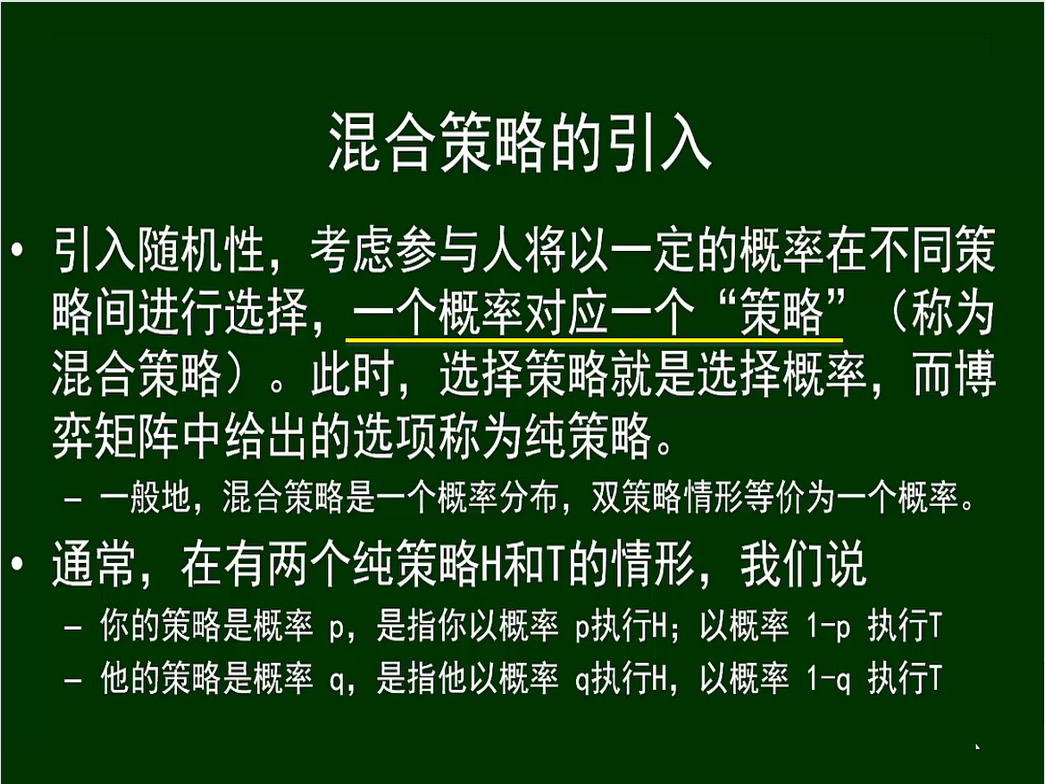 混合策略的引入
• 引入随机性，考虑参与人将以一定的概率在不同策
略间进行选择，一个概率对应一个“策略”（称为
混合策略）。此时，选择策略就是选择概率，而博
弈矩阵中给出的选项称为纯策略。
– 一般地，混合策略是一个概率分布，双策略情形等价为一个概率。
• 通常，在有两个纯策略H和T的情形，我们说
– 你的策略是概率 p，是指你以概率 p执行H；以概率 1-p 执行T
– 他的策略是概率 q，是指他以概率 q执行H，以概率 1-q 执行T